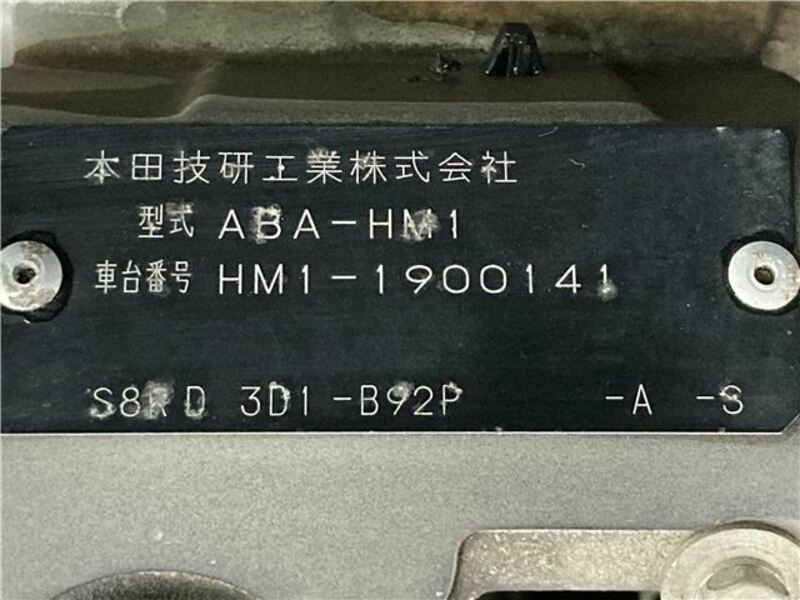 本田技研工業株式会社
型式 ABA-HM1
車台番号 HM1-1900141
S8RD 3D1-B92P -A -S